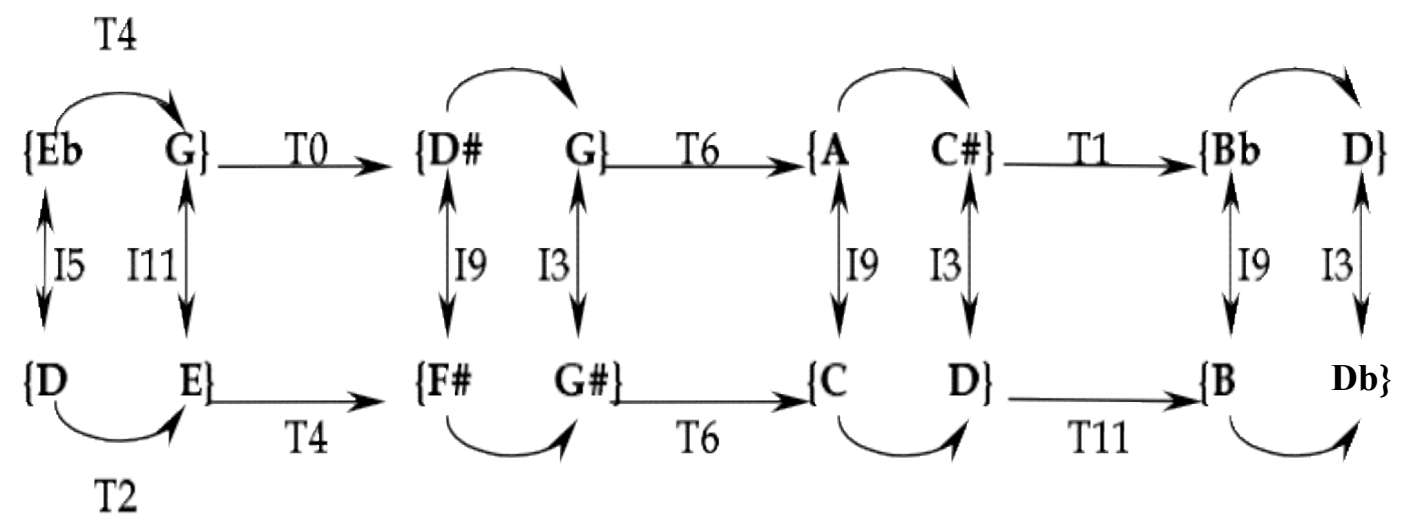 T4
{Eb G} T0 {D# G} T6 {A C#} T1 {Bb D}
I5 I11 I9 I3 I9 I3 I9 I3
{D E} T4 {F# G#} T6 {C D} T11 {B Db}
T2